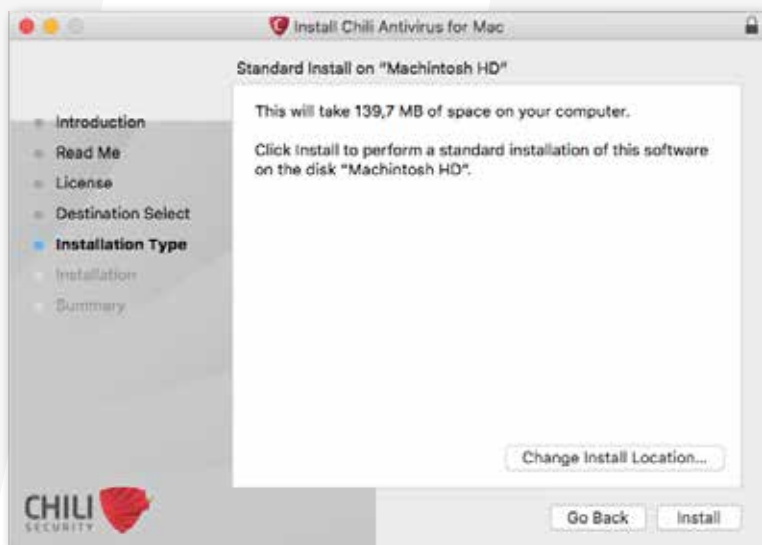 Install Chili Antivirus for Mac
Standard Install on "Machintosh HD"
Introduction
Read Me
License
Destination Select
Installation Type
Installation
Summary
This will take 139,7 MB of space on your computer.
Click Install to perform a standard installation of this software
on the disk "Machintosh HD".
Change Install Location...
CHILI
SECURITY
Go Back
Install